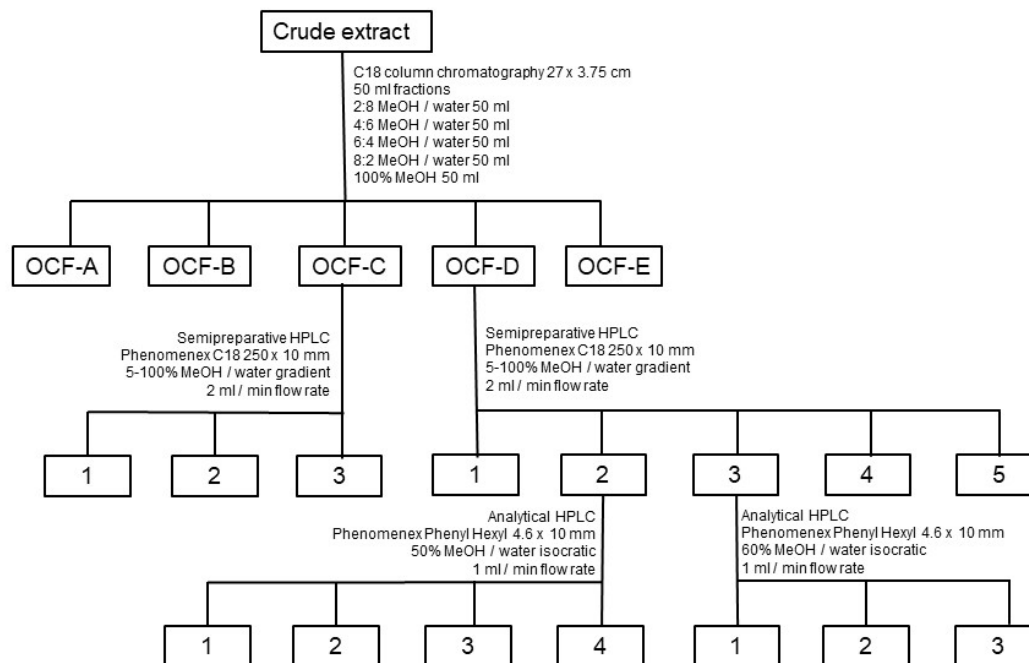 Crude extract
C18 column chromatography 27 x 3.75 cm
50 ml fractions
2:8 MeOH / water 50 ml
4:6 MeOH / water 50 ml
6:4 MeOH / water 50 ml
8:2 MeOH / water 50 ml
100% MeOH 50 ml
OCF-A
OCF-B
OCF-C
OCF-D
OCF-E
Semipreparative HPLC
Phenomenex C18 250 x 10 mm
5-100% MeOH / water gradient
2 ml / min flow rate
Semipreparative HPLC
Phenomenex C18 250 x 10 mm
5-100% MeOH / water gradient
2 ml / min flow rate
1
2
3
1
2
3
4
5
Analytical HPLC
Phenomenex Phenyl Hexyl 4.6 x 10 mm
50% MeOH / water isocratic
1 ml / min flow rate
Analytical HPLC
Phenomenex Phenyl Hexyl 4.6 x 10 mm
60% MeOH / water isocratic
1 ml / min flow rate
1
2
3
4
1
2
3